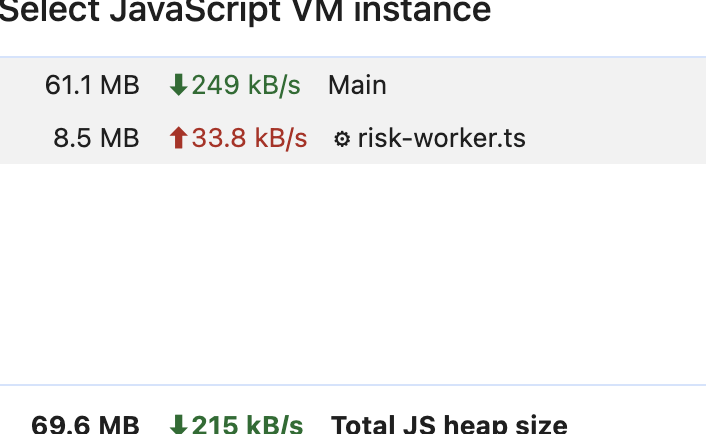 Select JavaScript VM instance
61.1 MB ⬇249 kB/s Main
8.5 MB ⬆33.8 kB/s ⚙ risk-worker.ts
69.6 MB ⬇215 kB/s Total JS heap size